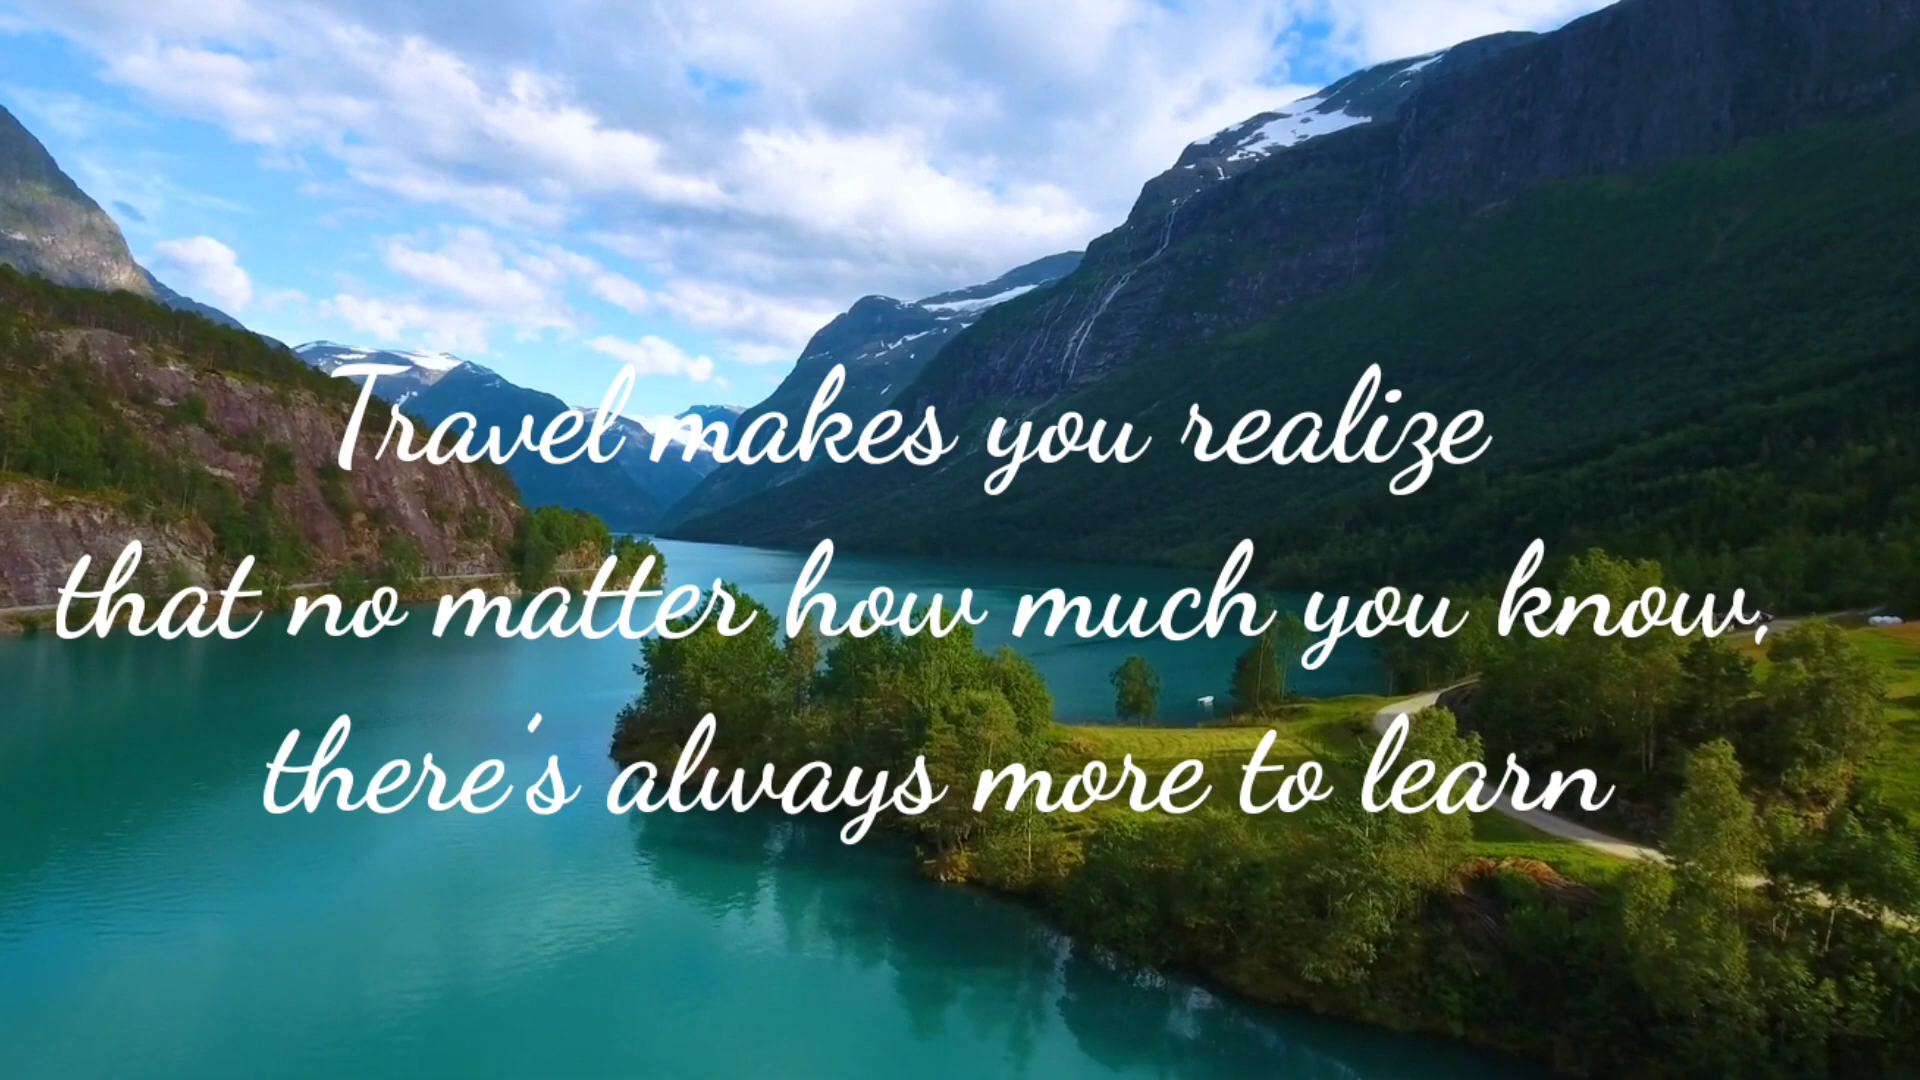 Travel makes you realize
that no matter how much you know,
there's always more to learn